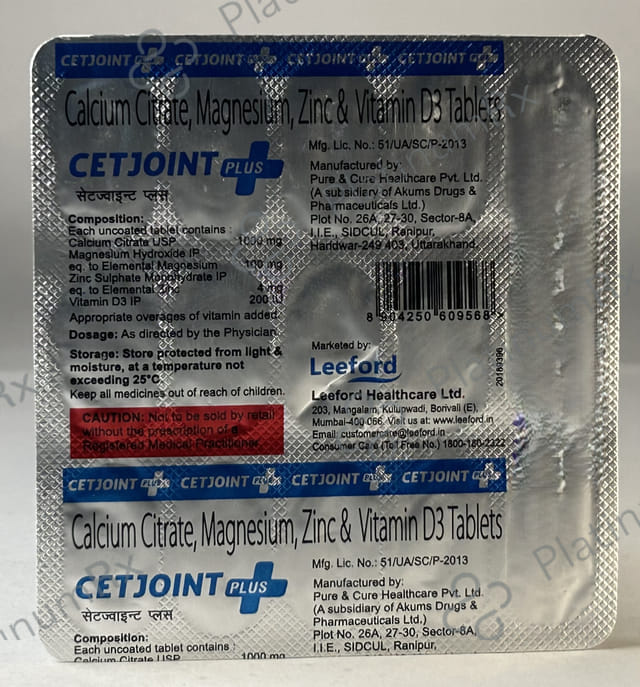 CETJOINT PLUS CETJOINT PLUS CETJOINT PLUS CETJOINT PLUS
Calcium Citrate, Magnesium, Zinc & Vitamin D3 Tablets
CETJOINT PLUS
सेटज्वाइन्ट प्लस
Composition:
Each uncoated tablet contains :
Calcium Citrate USP 1000 mg
Magnesium Hydroxide IP
eq. to Elemental Magnesium 100 mg
Zinc Sulphate Monohydrate IP
eq. to Elemental Zinc 4 mg
Vitamin D3 IP 200 IU
Appropriate overages of vitamin added.
Dosage: As directed by the Physician
Storage: Store protected from light &
moisture, at a temperature not
exceeding 25°C
Keep all medicines out of reach of children.
CAUTION: Not to be sold by retail
without the prescription of a
Registered Medical Practitioner.
Mfg. Lic. No.: 51/UA/SC/P-2013
Manufactured by:
Pure & Cure Healthcare Pvt. Ltd.
(A subsidiary of Akums Drugs &
Pharmaceuticals Ltd.)
Plot No. 26A, 27-30, Sector-8A,
I.I.E., SIDCUL, Ranipur,
Haridwar-249 403, Uttarakhand.
8 904250 609568
20169396
Marketed by:
Leeford
Leeford Healthcare Ltd.
203, Mangalam, Kulupwadi, Borivali (E),
Mumbai-400 066. Visit us at: www.leeford.in
Email: customercare@leeford.in
Consumer Care (Toll Free No.) 1800-180-2322
CETJOINT PLUS CETJOINT PLUS CETJOINT PLUS CETJOINT PLUS
Calcium Citrate, Magnesium, Zinc & Vitamin D3 Tablets
CETJOINT PLUS
सेटज्वाइन्ट प्लस
Composition:
Each uncoated tablet contains :
Calcium Citrate USP 1000 mg
Mfg. Lic. No.: 51/UA/SC/P-2013
Manufactured by:
Pure & Cure Healthcare Pvt. Ltd.
(A subsidiary of Akums Drugs &
Pharmaceuticals Ltd.)
Plot No. 26A, 27-30, Sector-8A,
I.I.E., SIDCUL, Ranipur,